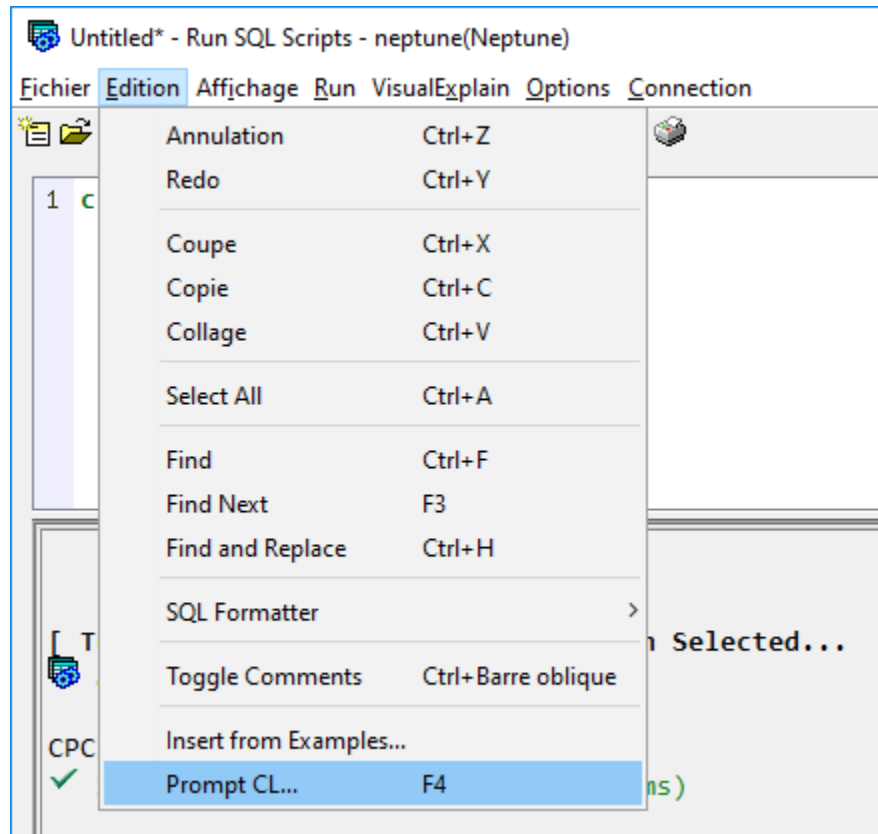 Untitled* - Run SQL Scripts - neptune(Neptune)
Fichier Edition Affichage Run VisualExplain Options Connection
Annulation Ctrl+Z
Redo Ctrl+Y
1 c
Coupe Ctrl+X
Copie Ctrl+C
Collage Ctrl+V
Select All Ctrl+A
Find Ctrl+F
Find Next F3
Find and Replace Ctrl+H
SQL Formatter >
[ T
n Selected...
Toggle Comments Ctrl+Barre oblique
Insert from Examples...
CPC
Prompt CL... F4
ms)